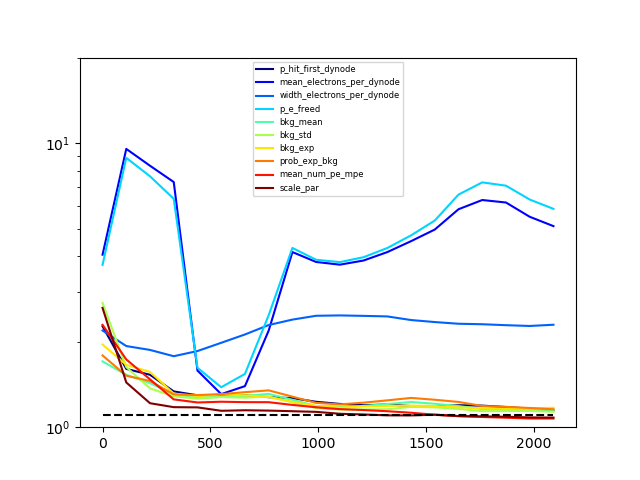 p_hit_first_dynode
mean_electrons_per_dynode
width_electrons_per_dynode
p_e_freed
bkg_mean
bkg_std
bkg_exp
prob_exp_bkg
mean_num_pe_mpe
scale_par
10¹
10⁰
0 500 1000 1500 2000